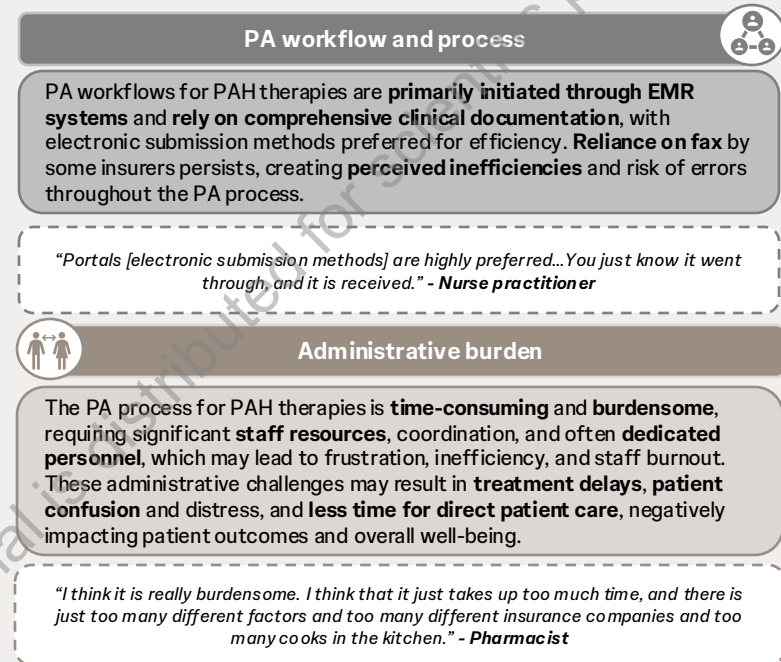 PA workflow and process
PA workflows for PAH therapies are primarily initiated through EMR
systems and rely on comprehensive clinical documentation, with
electronic submission methods preferred for efficiency. Reliance on fax by
some insurers persists, creating perceived inefficiencies and risk of errors
throughout the PA process.
“Portals [electronic submission methods] are highly preferred...You just know it went
through, and it is received.” - Nurse practitioner
Administrative burden
The PA process for PAH therapies is time-consuming and burdensome,
requiring significant staff resources, coordination, and often dedicated
personnel, which may lead to frustration, inefficiency, and staff burnout.
These administrative challenges may result in treatment delays, patient
confusion and distress, and less time for direct patient care, negatively
impacting patient outcomes and overall well-being.
“I think it is really burdensome. I think that it just takes up too much time, and there is
just too many different factors and too many different insurance companies and too
many cooks in the kitchen.” - Pharmacist
is distributed for scientific